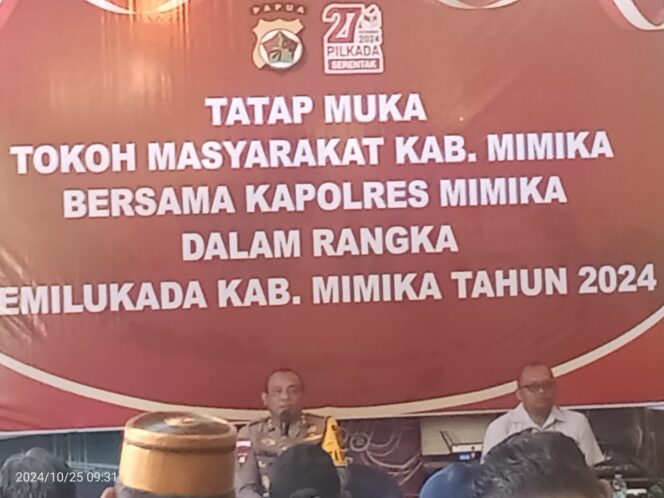 PAPUA
27
2024
PILKADA
SERENTAK
TATAP MUKA
TOKOH MASYARAKAT KAB. MIMIKA
BERSAMA KAPOLRES MIMIKA
DALAM RANGKA
EMILUKADA KAB. MIMIKA TAHUN 2024
2024/10/25 09:31